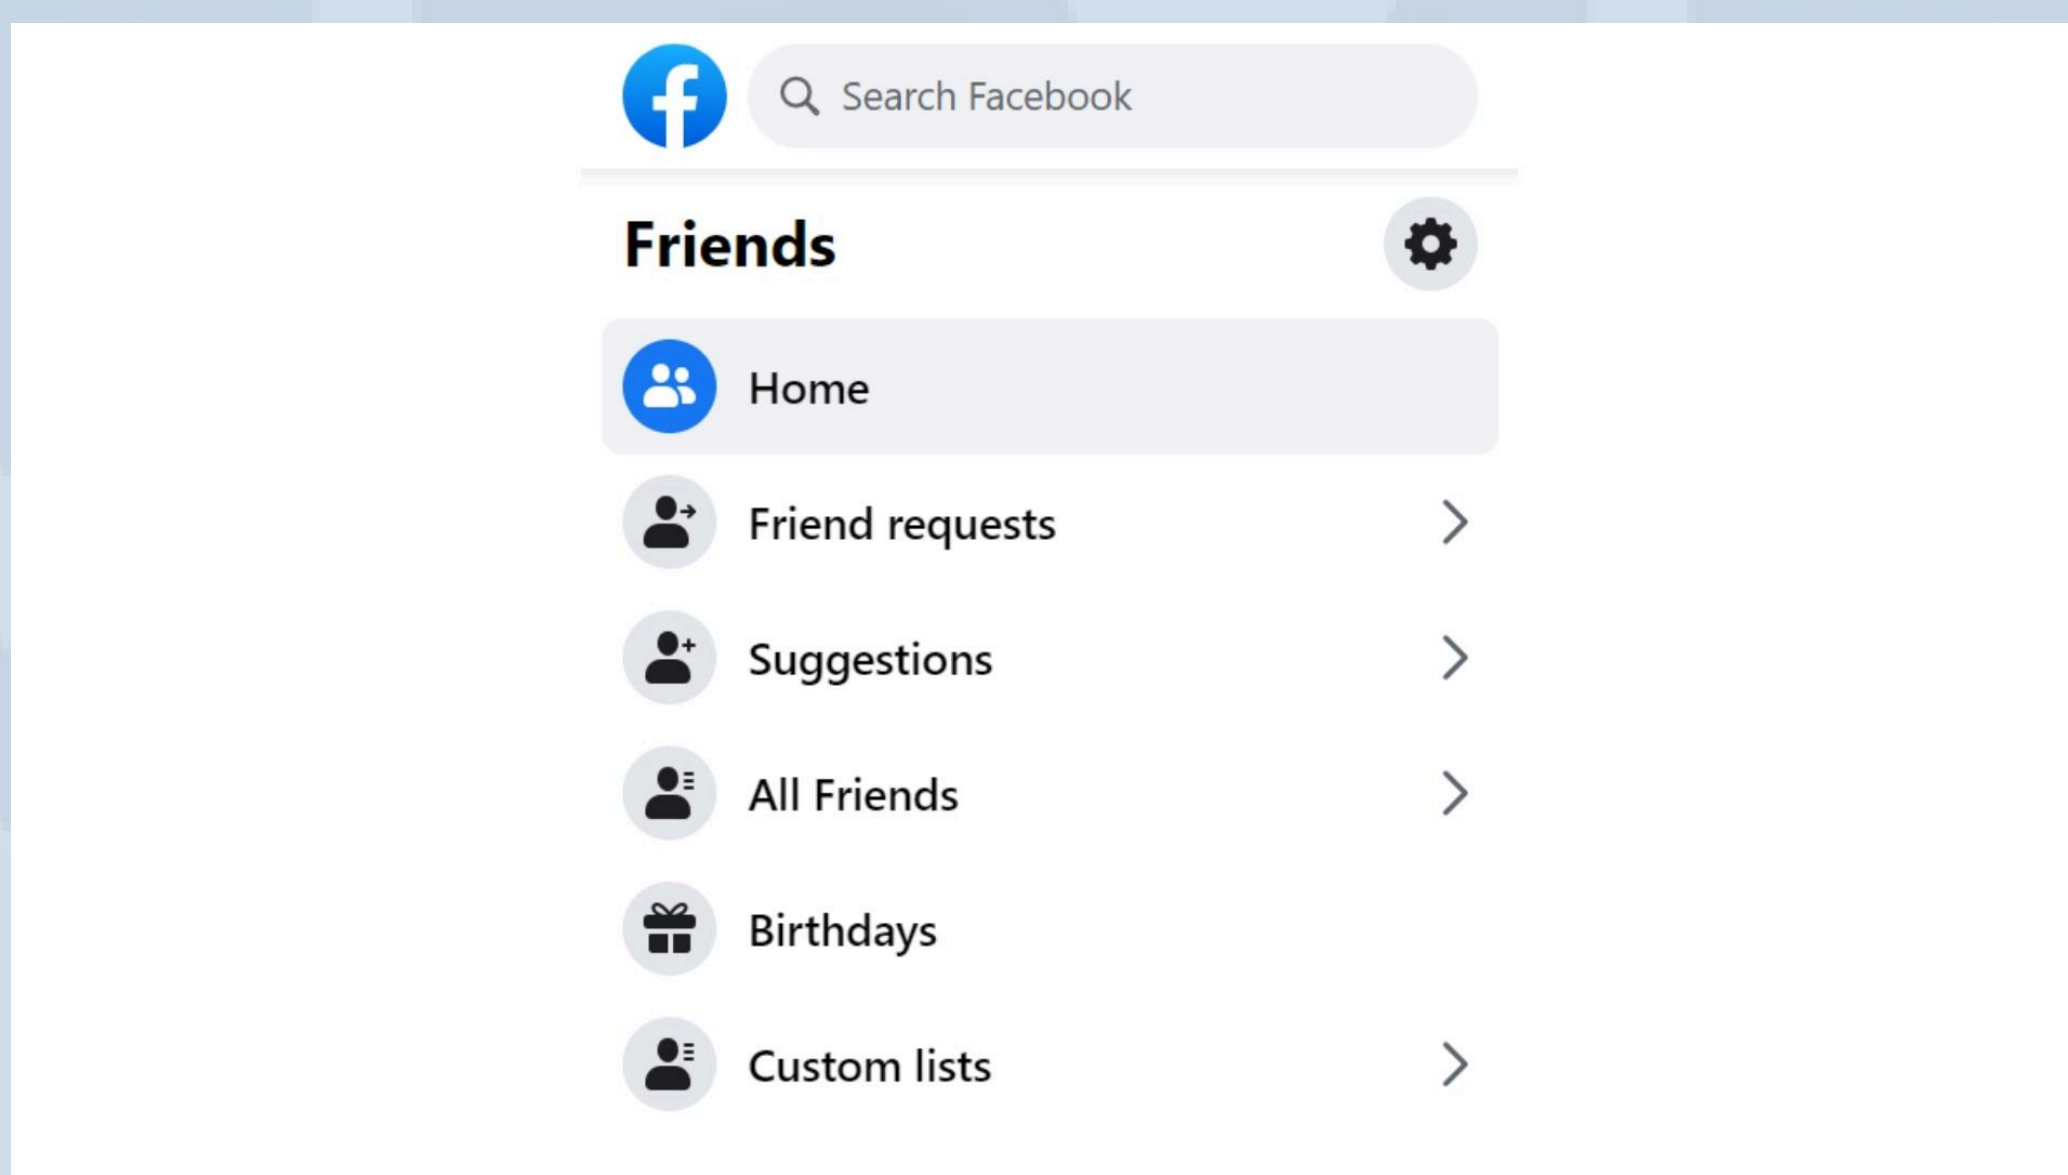 Search Facebook
Friends
Home
Friend requests
Suggestions
All Friends
Birthdays
Custom lists